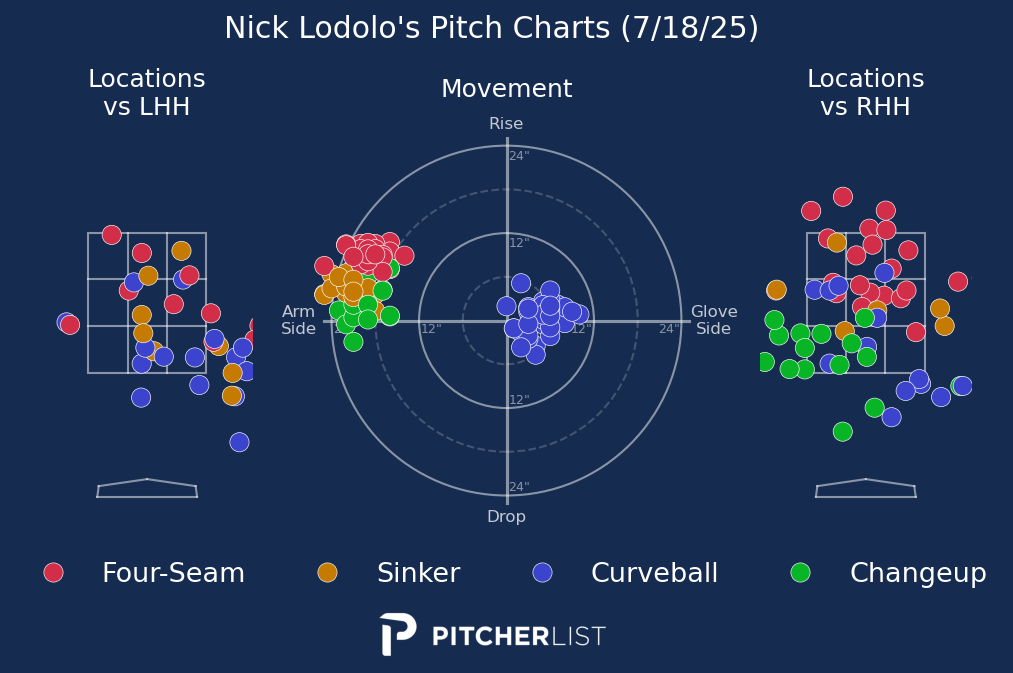 Nick Lodolo's Pitch Charts (7/18/25)
Locations
vs LHH
Movement
Locations
vs RHH
Rise
24"
12"
Arm
Side
12"
12"
24"
Glove
Side
12"
24"
Drop
Four-Seam
Sinker
Curveball
Changeup
PITCHERLIST